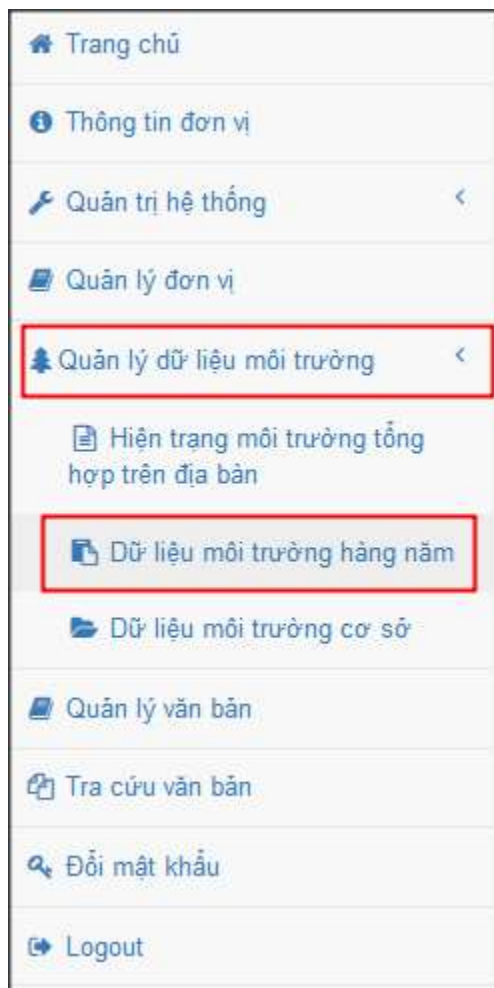 Trang chủ
Thông tin đơn vị
Quản trị hệ thống
Quản lý đơn vị
Quản lý dữ liệu môi trường
Hiện trạng môi trường tổng
hợp trên địa bàn
Dữ liệu môi trường hàng năm
Dữ liệu môi trường cơ sở
Quản lý văn bản
Tra cứu văn bản
Đổi mật khẩu
Logout